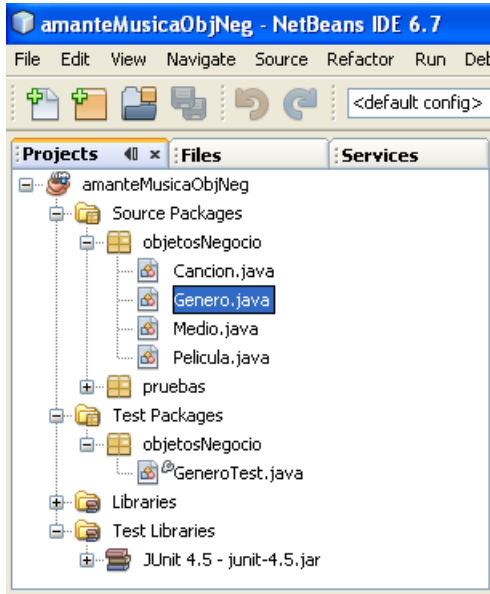 amanteMusicaObjNeg - NetBeans IDE 6.7
File Edit View Navigate Source Refactor Run Deb
<default config>
Projects Files Services
amanteMusicaObjNeg
Source Packages
objetosNegocio
Cancion.java
Genero.java
Medio.java
Pelicula.java
pruebas
Test Packages
objetosNegocio
GeneroTest.java
Libraries
Test Libraries
JUnit 4.5 - junit-4.5.jar